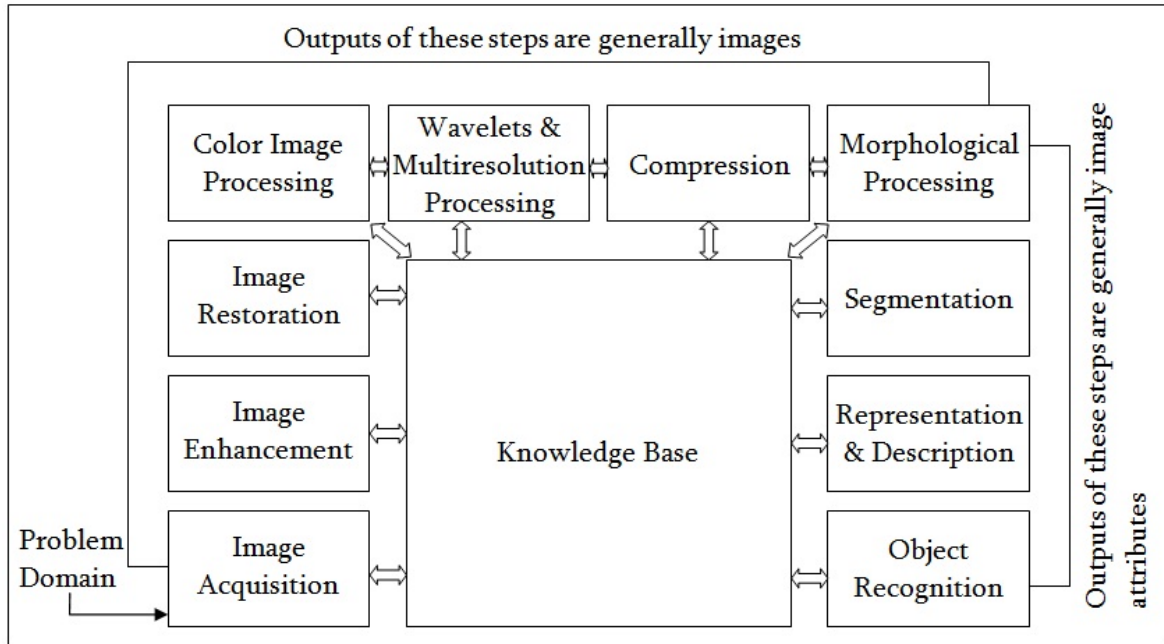 Outputs of these steps are generally images
Color Image
Processing
Wavelets &
Multiresolution
Processing
Compression
Morphological
Processing
Image
Restoration
Segmentation
Image
Enhancement
Knowledge Base
Representation
& Description
Problem
Domain
Image
Acquisition
Object
Recognition
Outputs of these steps are generally image
attributes